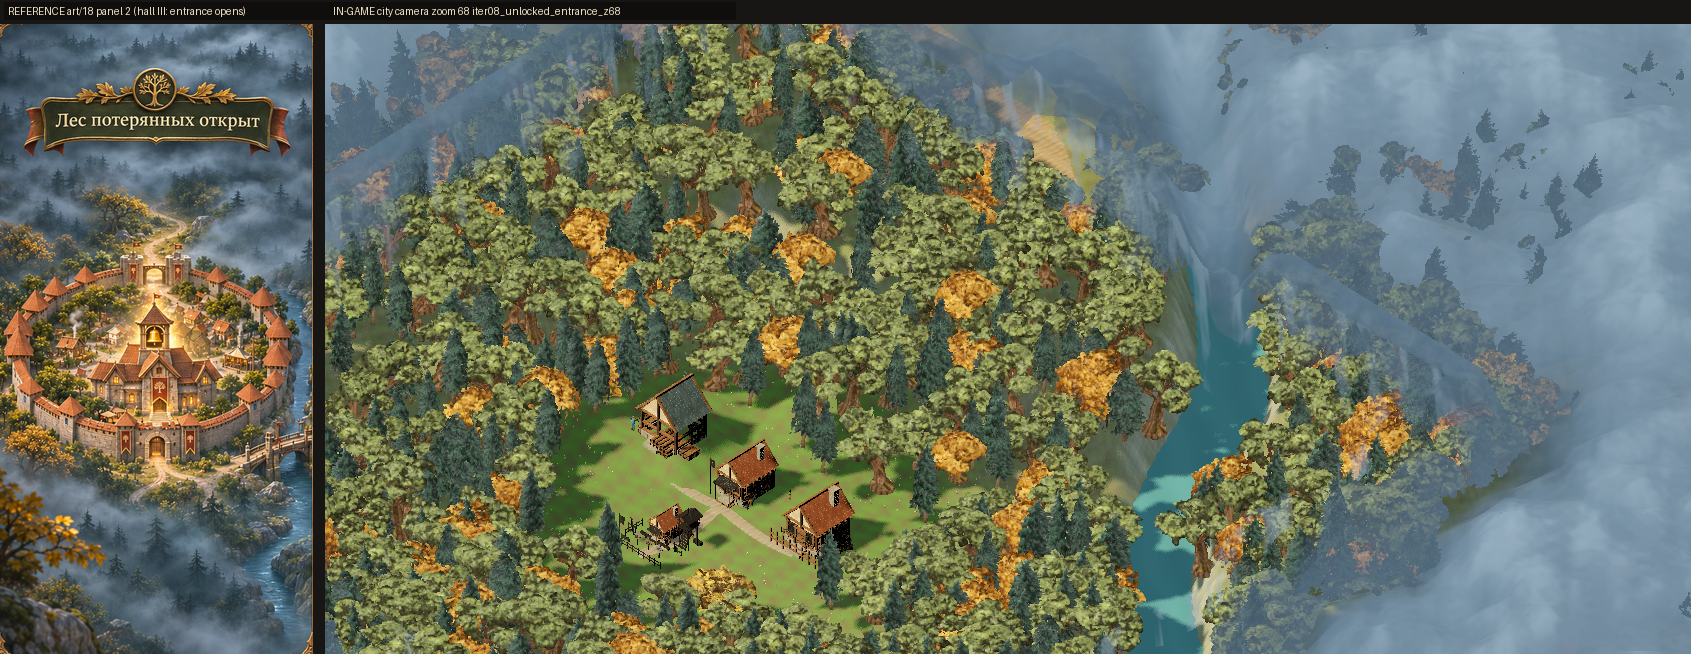 REFERENCE art/18 panel 2 (hall III: entrance opens)
IN-GAME city camera zoom 68 iter08_unlocked_entrance_z68
Лес потерянных открыт